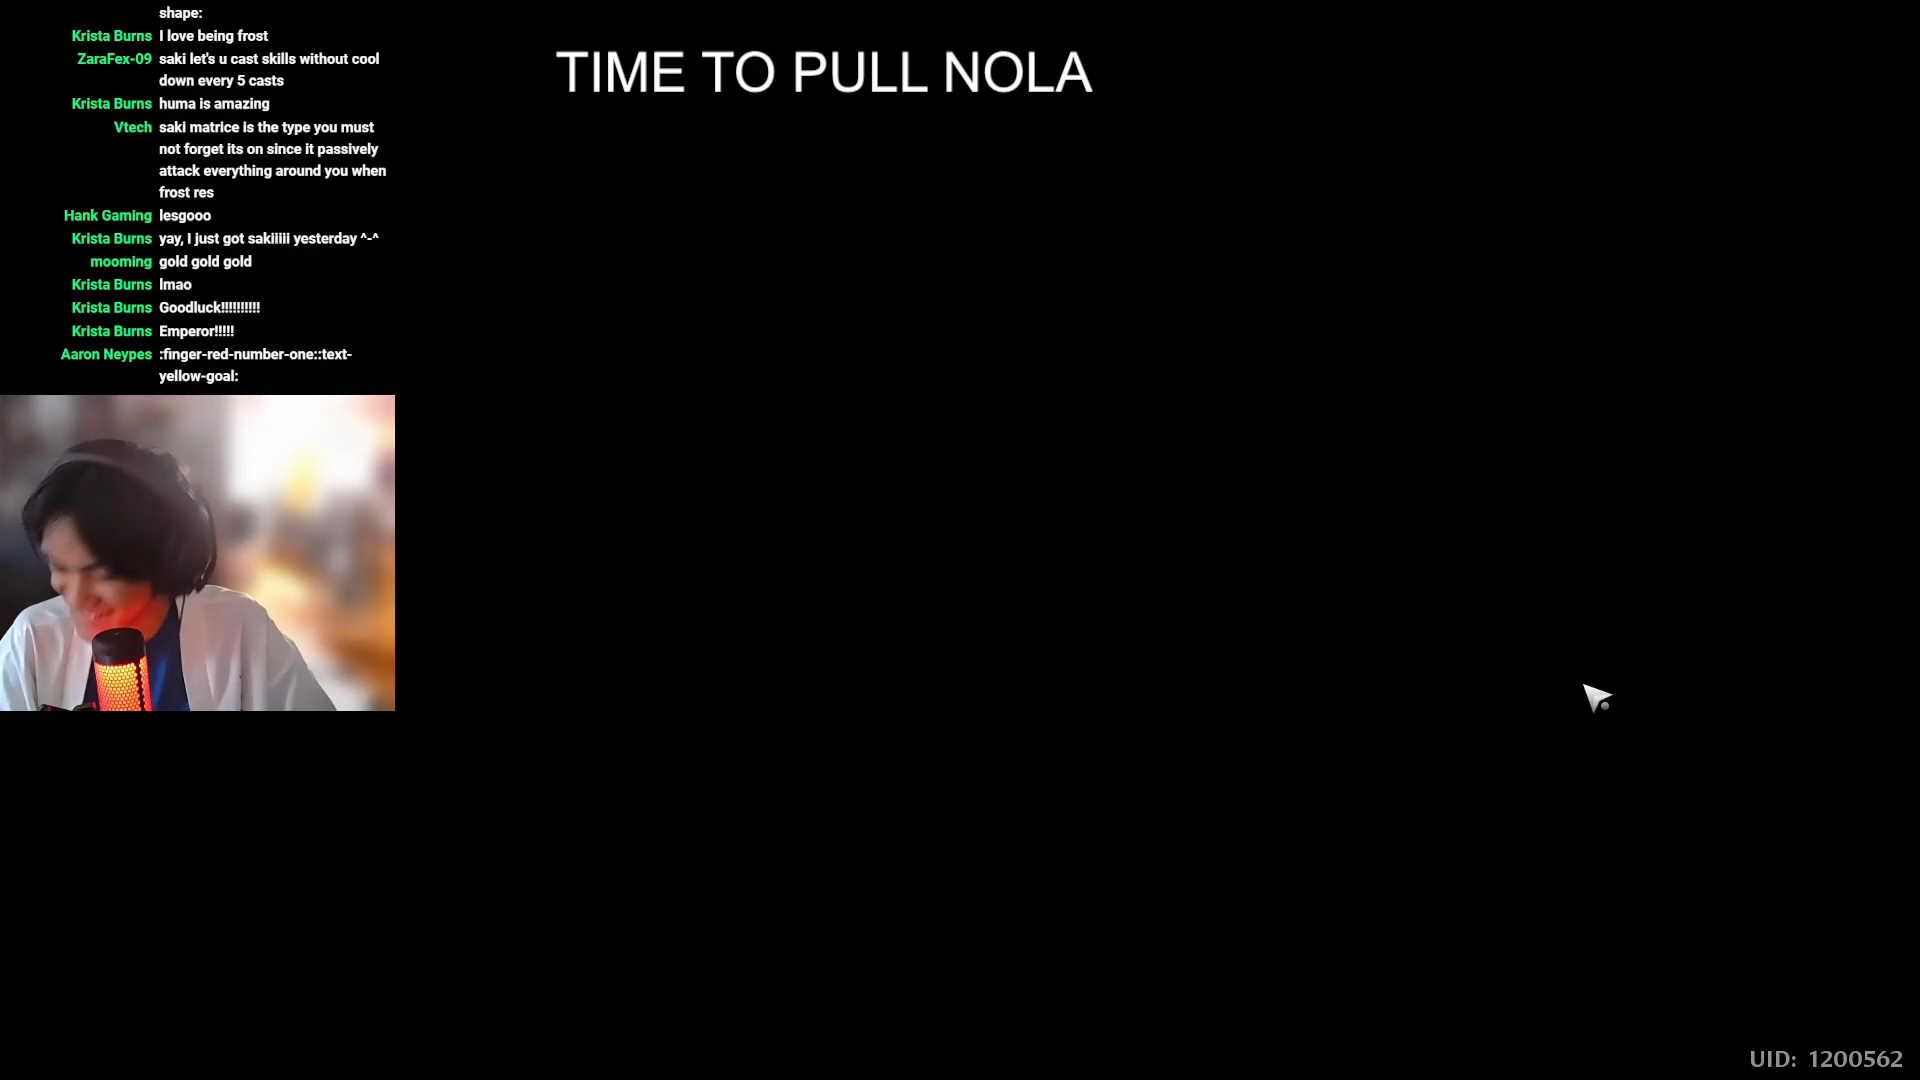 shape:
Krista Burns I love being frost
ZaraFex-09 saki let's u cast skills without cool
down every 5 casts
Krista Burns huma is amazing
Vtech saki matrice is the type you must
not forget its on since it passively
attack everything around you when
frost res
Hank Gaming lesgooo
Krista Burns yay, I just got sakiiiii yesterday ^-^
mooming gold gold gold
Krista Burns lmao
Krista Burns Goodluck!!!!!!!!!!
Krista Burns Emperor!!!!!
Aaron Neypes :finger-red-number-one::text-
yellow-goal:
TIME TO PULL NOLA
UID: 1200562